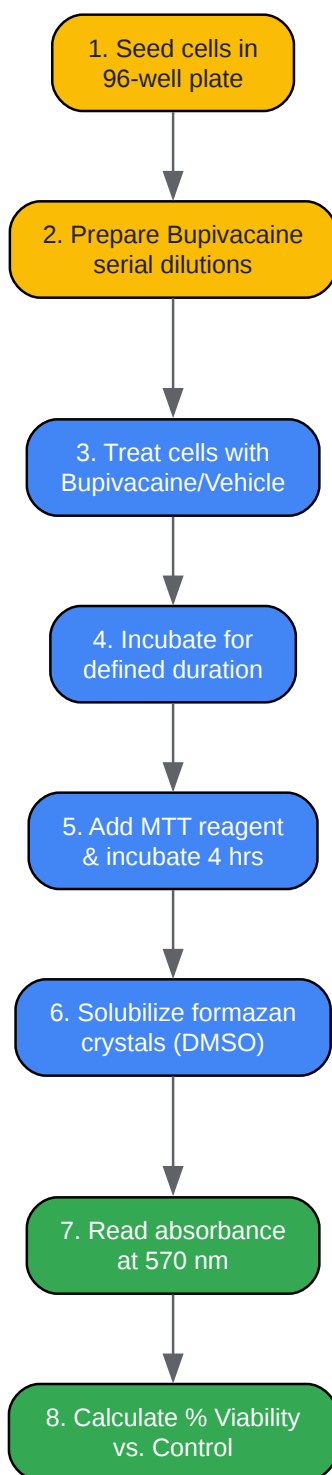 1. Seed cells in
96-well plate
2. Prepare Bupivacaine
serial dilutions
3. Treat cells with
Bupivacaine/Vehicle
4. Incubate for
defined duration
5. Add MTT reagent
& incubate 4 hrs
6. Solubilize formazan
crystals (DMSO)
7. Read absorbance
at 570 nm
8. Calculate % Viability
vs. Control